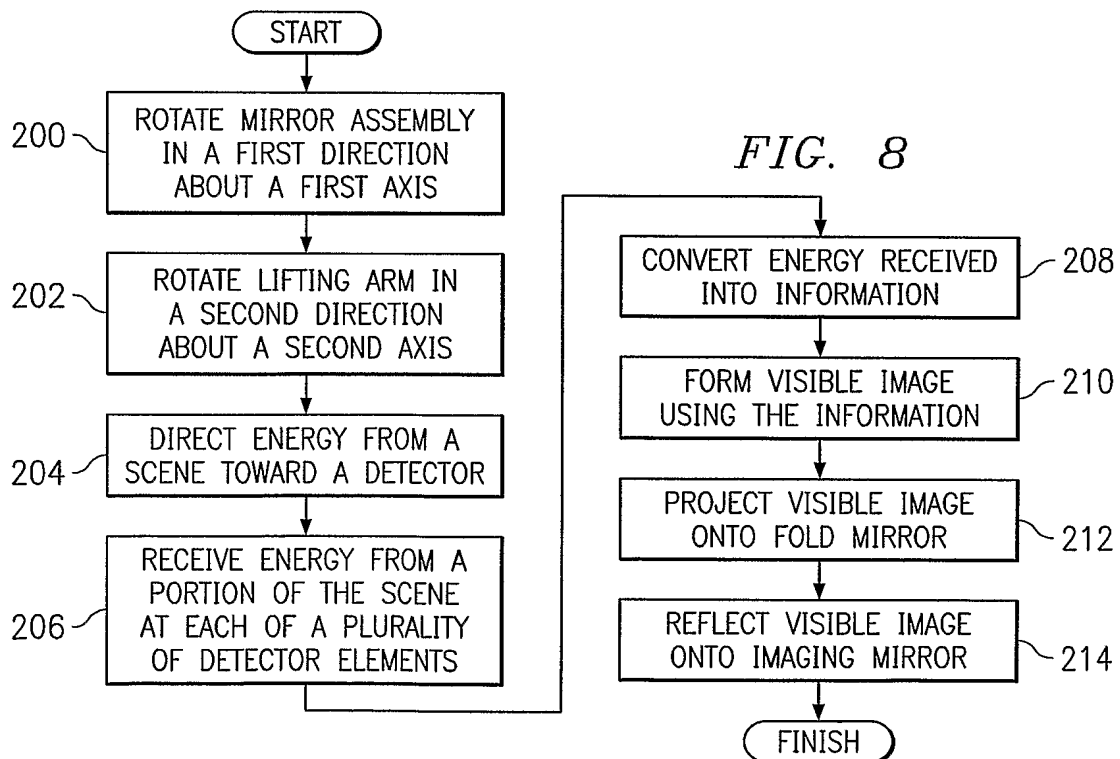 START
200
ROTATE MIRROR ASSEMBLY
IN A FIRST DIRECTION
ABOUT A FIRST AXIS
202
ROTATE LIFTING ARM IN
A SECOND DIRECTION
ABOUT A SECOND AXIS
204
DIRECT ENERGY FROM A
SCENE TOWARD A DETECTOR
206
RECEIVE ENERGY FROM A
PORTION OF THE SCENE
AT EACH OF A PLURALITY
OF DETECTOR ELEMENTS
FIG. 8
CONVERT ENERGY RECEIVED
INTO INFORMATION
208
FORM VISIBLE IMAGE
USING THE INFORMATION
210
PROJECT VISIBLE IMAGE
ONTO FOLD MIRROR
212
REFLECT VISIBLE IMAGE
ONTO IMAGING MIRROR
214
FINISH